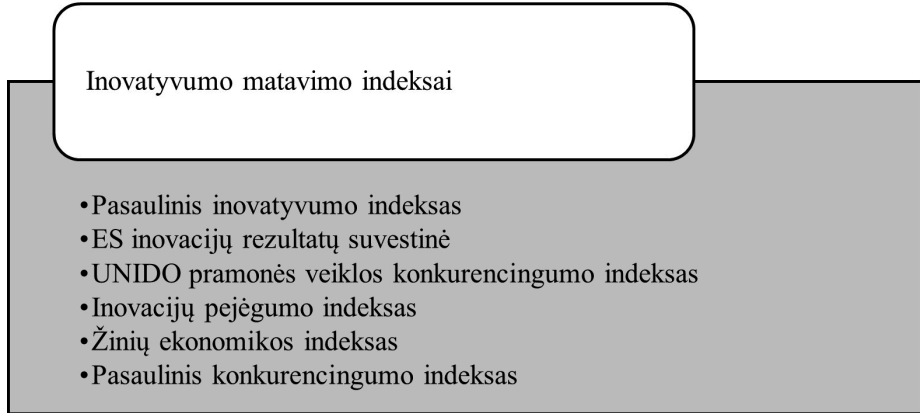 Inovatyvumo matavimo indeksai
•Pasaulinis inovatyvumo indeksas
•ES inovacijų rezultatų suvestinė
•UNIDO pramonės veiklos konkurencingumo indeksas
•Inovacijų pejėgumo indeksas
•Žinių ekonomikos indeksas
•Pasaulinis konkurencingumo indeksas